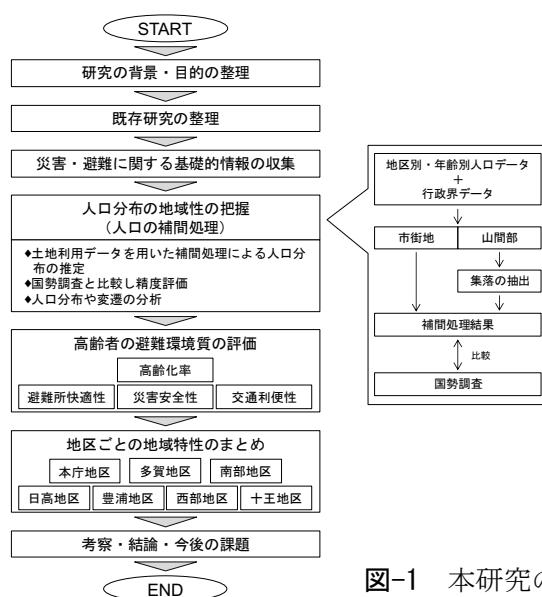 START
研究の背景・目的の整理
既存研究の整理
災害・避難に関する基礎的情報の収集
人口分布の地域性の把握
（人口の補間処理）
♦土地利用データを用いた補間処理による人口分
布の推定
♦国勢調査と比較し精度評価
♦人口分布や変遷の分析
高齢者の避難環境質の評価
高齢化率
避難所快適性 災害安全性 交通利便性
地区ごとの地域特性のまとめ
本庁地区 多賀地区 南部地区
日高地区 豊浦地区 西部地区 十王地区
考察・結論・今後の課題
END
地区別・年齢別人口データ
+
行政界データ
市街地 山間部
集落の抽出
補間処理結果
比較
国勢調査
図-1 本研究の